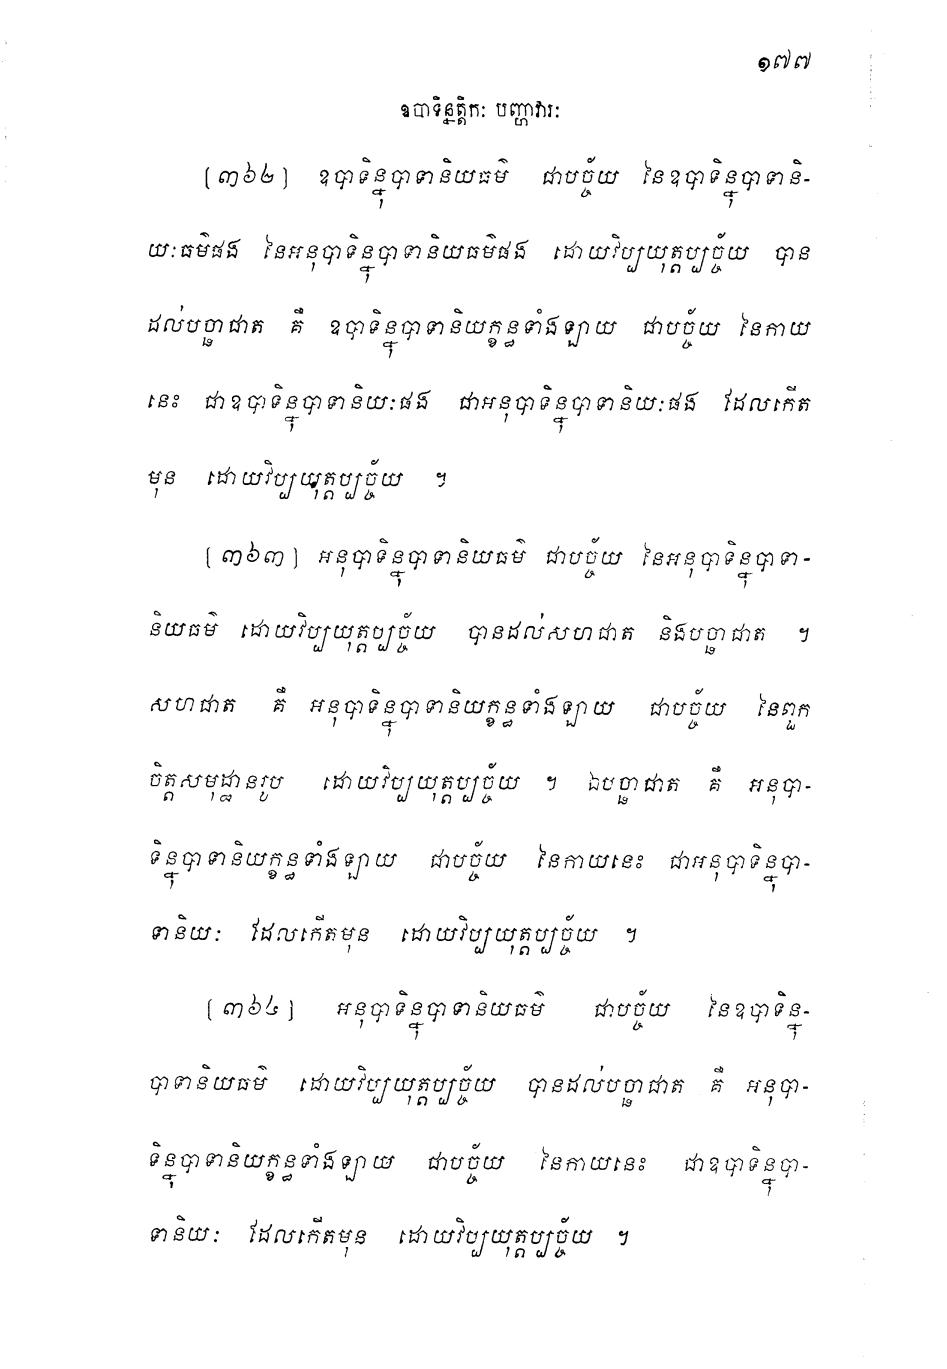 ១៧៧
ឧបាទិន្នត្តិកៈ បញ្ហាវារៈ
(៣៦២) ឧបាទិន្នុបាទានិយធម៌ ជាបច្ច័យ នៃឧបាទិន្នុបាទានិ-
យៈធម៌ផង នៃអនុបាទិន្នុបាទានិយធម៌ផង ដោយវិប្បយុត្តប្បច្ច័យ បាន
ដល់បច្ឆាជាត គឺ ឧបាទិន្នុបាទានិយក្ខន្ធទាំងឡាយ ជាបច្ច័យ នៃកាយ
នេះ ជាឧបាទិន្នុបាទានិយៈផង ជាអនុបាទិន្នុបាទានិយៈផង ដែលកើត
មុន ដោយវិប្បយុត្តប្បច្ច័យ ។
(៣៦៣) អនុបាទិន្នុបាទានិយធម៌ ជាបច្ច័យ នៃអនុបាទិន្នុបាទា-
និយធម៌ ដោយវិប្បយុត្តប្បច្ច័យ បានដល់សហជាត និងបច្ឆាជាត ។
សហជាត គឺ អនុបាទិន្នុបាទានិយក្ខន្ធទាំងឡាយ ជាបច្ច័យ នៃពួក
ចិត្តសមុដ្ឋានរូប ដោយវិប្បយុត្តប្បច្ច័យ ។ ឯបច្ឆាជាត គឺ អនុបា-
ទិន្នុបាទានិយក្ខន្ធទាំងឡាយ ជាបច្ច័យ នៃកាយនេះ ជាអនុបាទិន្នុបា-
ទានិយៈ ដែលកើតមុន ដោយវិប្បយុត្តប្បច្ច័យ ។
(៣៦៤) អនុបាទិន្នុបាទានិយធម៌ ជាបច្ច័យ នៃឧបាទិន្នុ-
បាទានិយធម៌ ដោយវិប្បយុត្តប្បច្ច័យ បានដល់បច្ឆាជាត គឺ អនុបា-
ទិន្នុបាទានិយក្ខន្ធទាំងឡាយ ជាបច្ច័យ នៃកាយនេះ ជាឧបាទិន្នុបា-
ទានិយៈ ដែលកើតមុន ដោយវិប្បយុត្តប្បច្ច័យ ។